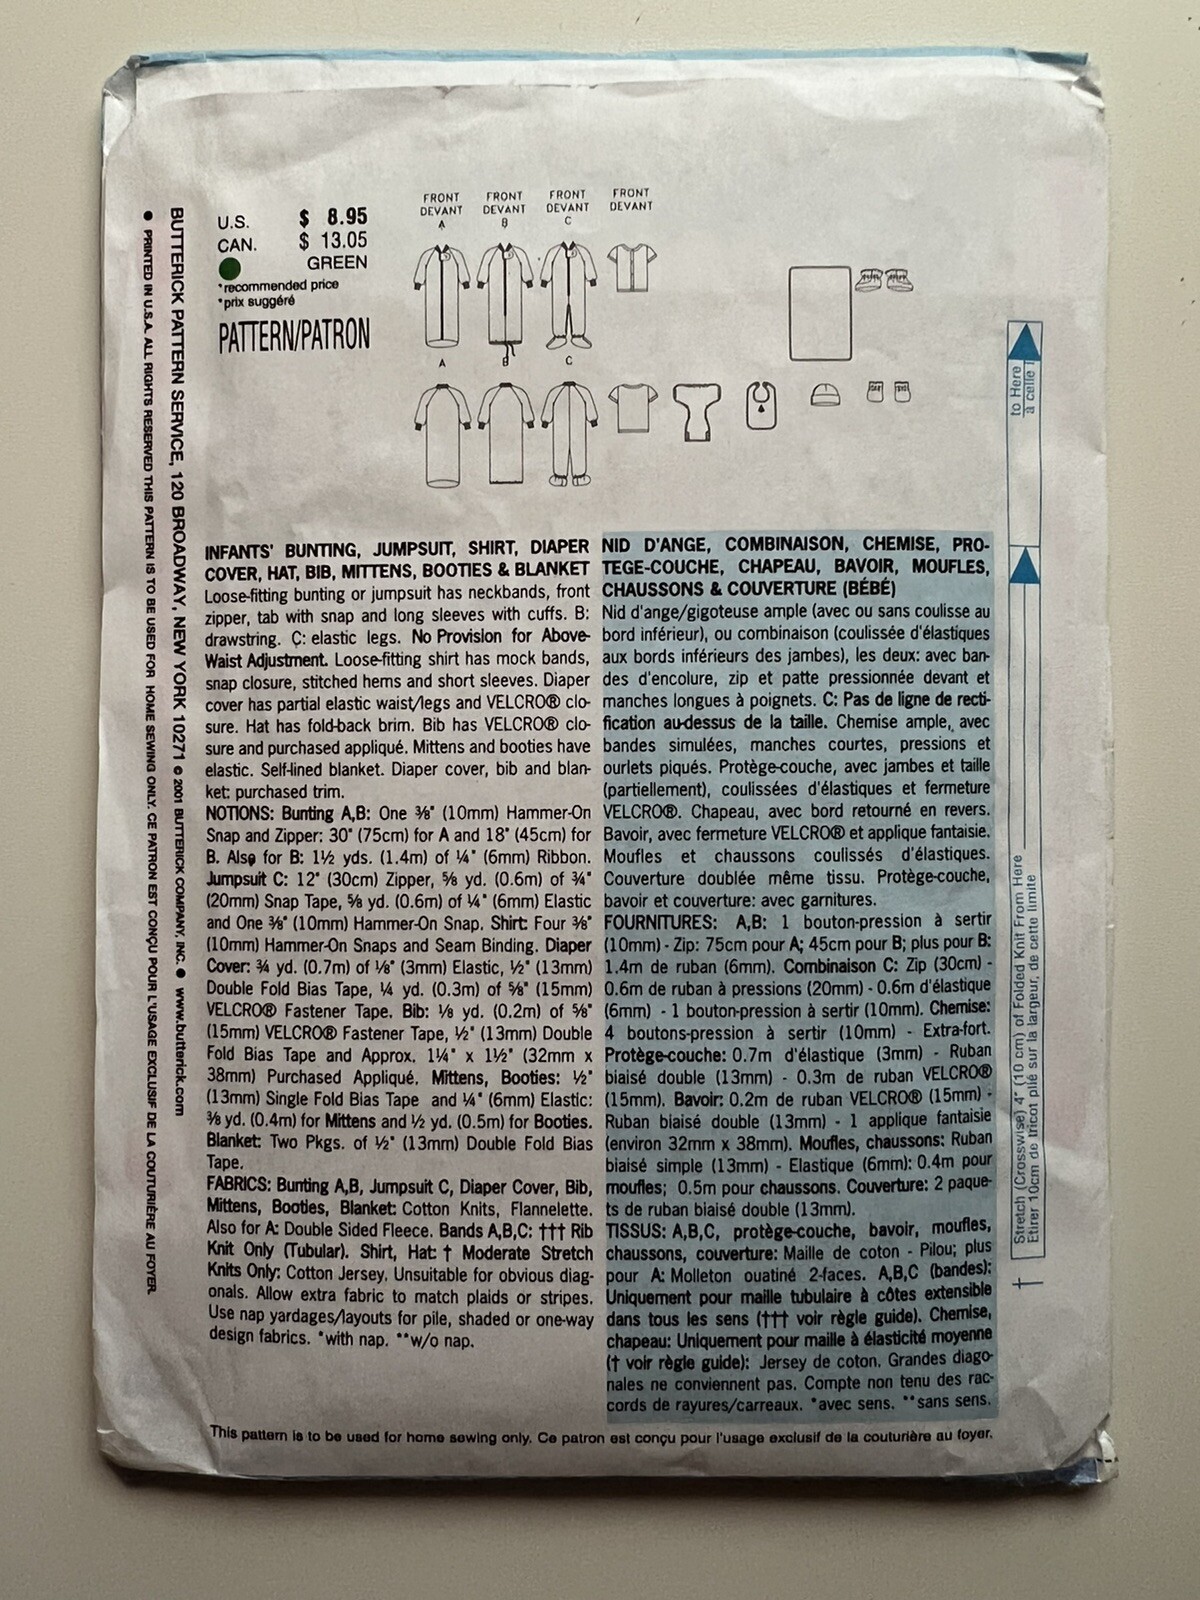 U.S. $ 8.95
CAN. $ 13.05
GREEN
*recommended price
*prix suggéré
PATTERN/PATRON
FRONT FRONT FRONT FRONT
DEVANT DEVANT DEVANT DEVANT
A B C
A B C
INFANTS' BUNTING, JUMPSUIT, SHIRT, DIAPER
COVER, HAT, BIB, MITTENS, BOOTIES & BLANKET
Loose-fitting bunting or jumpsuit has neckbands, front
zipper, tab with snap and long sleeves with cuffs. B:
drawstring. C: elastic legs. No Provision for Above-
Waist Adjustment. Loose-fitting shirt has mock bands,
snap closure, stitched hems and short sleeves. Diaper
cover has partial elastic waist/legs and VELCRO® clo-
sure. Hat has fold-back brim. Bib has VELCRO® clo-
sure and purchased appliqué. Mittens and booties have
elastic. Self-lined blanket. Diaper cover, bib and blan-
ket: purchased trim.
NOTIONS: Bunting A,B: One ⅜" (10mm) Hammer-On
Snap and Zipper: 30" (75cm) for A and 18" (45cm) for
B. Also for B: 1½ yds. (1.4m) of ¼" (6mm) Ribbon.
Jumpsuit C: 12" (30cm) Zipper, ⅝ yd. (0.6m) of ¾"
(20mm) Snap Tape, ⅝ yd. (0.6m) of ¼" (6mm) Elastic
and One ⅜" (10mm) Hammer-On Snap. Shirt: Four ⅜"
(10mm) Hammer-On Snaps and Seam Binding. Diaper
Cover: ¾ yd. (0.7m) of ⅛" (3mm) Elastic, ½" (13mm)
Double Fold Bias Tape, ¼ yd. (0.3m) of ⅝" (15mm)
VELCRO® Fastener Tape. Bib: ⅛ yd. (0.2m) of ⅝"
(15mm) VELCRO® Fastener Tape, ½" (13mm) Double
Fold Bias Tape and Approx. 1¼" x 1½" (32mm x
38mm) Purchased Appliqué. Mittens, Booties: ½"
(13mm) Single Fold Bias Tape and ¼" (6mm) Elastic:
⅜ yd. (0.4m) for Mittens and ½ yd. (0.5m) for Booties.
Blanket: Two Pkgs. of ½" (13mm) Double Fold Bias
Tape.
FABRICS: Bunting A,B, Jumpsuit C, Diaper Cover, Bib,
Mittens, Booties, Blanket: Cotton Knits, Flannelette.
Also for A: Double Sided Fleece. Bands A,B,C: ††† Rib
Knit Only (Tubular). Shirt, Hat: † Moderate Stretch
Knits Only: Cotton Jersey. Unsuitable for obvious diag-
onals. Allow extra fabric to match plaids or stripes.
Use nap yardages/layouts for pile, shaded or one-way
design fabrics. *with nap. **w/o nap.
NID D'ANGE, COMBINAISON, CHEMISE, PRO-
TEGE-COUCHE, CHAPEAU, BAVOIR, MOUFLES,
CHAUSSONS & COUVERTURE (BÉBÉ)
Nid d'ange/gigoteuse ample (avec ou sans coulisse au
bord inférieur), ou combinaison (coulissée d'élastiques
aux bords inférieurs des jambes), les deux: avec ban-
des d'encolure, zip et patte pressionnée devant et
manches longues à poignets. C: Pas de ligne de recti-
fication au-dessus de la taille. Chemise ample, avec
bandes simulées, manches courtes, pressions et
ourlets piqués. Protège-couche, avec jambes et taille
(partiellement), coulissées d'élastiques et fermeture
VELCRO®. Chapeau, avec bord retourné en revers.
Bavoir, avec fermeture VELCRO® et applique fantaisie.
Moufles et chaussons coulissés d'élastiques.
Couverture doublée même tissu. Protège-couche,
bavoir et couverture: avec garnitures.
FOURNITURES: A,B: 1 bouton-pression à sertir
(10mm) - Zip: 75cm pour A; 45cm pour B; plus pour B:
1.4m de ruban (6mm). Combinaison C: Zip (30cm) -
0.6m de ruban à pressions (20mm) - 0.6m d'élastique
(6mm) - 1 bouton-pression à sertir (10mm). Chemise:
4 boutons-pression à sertir (10mm) - Extra-fort.
Protège-couche: 0.7m d'élastique (3mm) - Ruban
biaisé double (13mm) - 0.3m de ruban VELCRO®
(15mm). Bavoir: 0.2m de ruban VELCRO® (15mm) -
Ruban biaisé double (13mm) - 1 applique fantaisie
(environ 32mm x 38mm). Moufles, chaussons: Ruban
biaisé simple (13mm) - Elastique (6mm): 0.4m pour
moufles; 0.5m pour chaussons. Couverture: 2 paque-
ts de ruban biaisé double (13mm).
TISSUS: A,B,C, protège-couche, bavoir, moufles,
chaussons, couverture: Maille de coton - Pilou; plus
pour A: Molleton ouatiné 2-faces. A,B,C (bandes):
Uniquement pour maille tubulaire à côtes extensible
dans tous les sens (††† voir règle guide). Chemise,
chapeau: Uniquement pour maille à élasticité moyenne
(† voir règle guide): Jersey de coton. Grandes diago-
nales ne conviennent pas. Compte non tenu des rac-
cords de rayures/carreaux. *avec sens. **sans sens.
This pattern is to be used for home sewing only. Ce patron est conçu pour l'usage exclusif de la couturière au foyer.
BUTTERICK PATTERN SERVICE, 120 BROADWAY, NEW YORK 10271 © 2001 BUTTERICK COMPANY, INC. ● www.butterick.com
● PRINTED IN U.S.A. ALL RIGHTS RESERVED THIS PATTERN IS TO BE USED FOR HOME SEWING ONLY. CE PATRON EST CONÇU POUR L'USAGE EXCLUSIF DE LA COUTURIÈRE AU FOYER.
† Stretch (Crosswise) 4" (10 cm) of Folded Knit From Here to Here
Etirer 10cm de tricot plié sur la largeur, de cette limite à celle